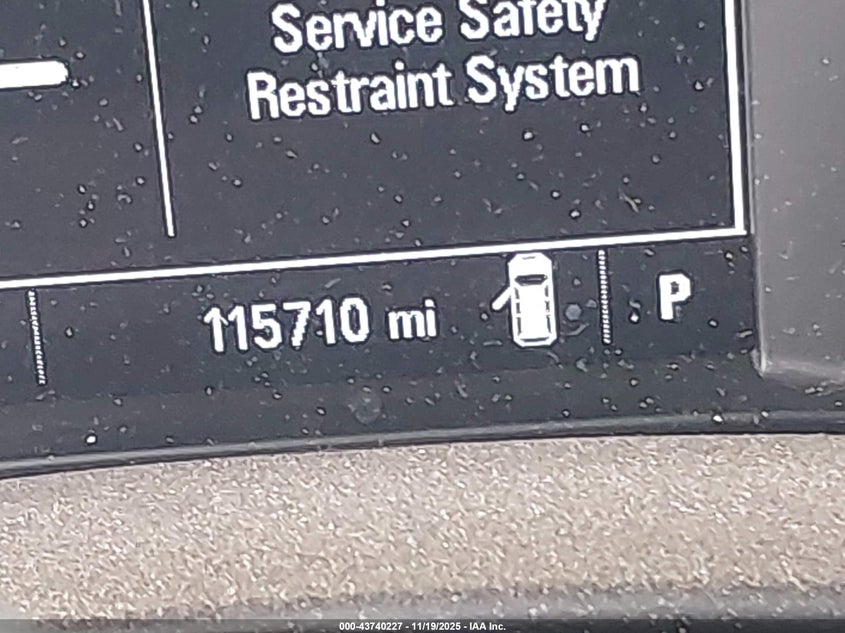 Service Safety
Restraint System
115710 mi
P
000-43740227 - 11/19/2025 - IAA Inc.